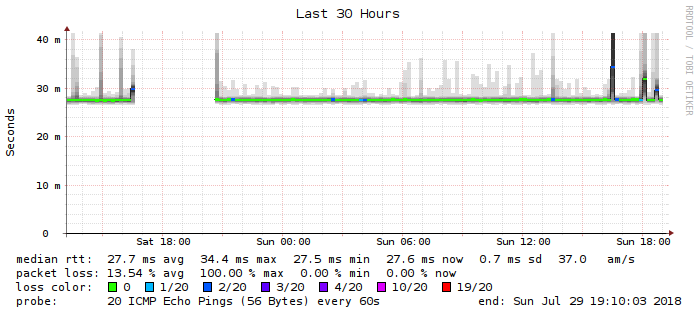 Last 30 Hours
RRDTOOL / TOBI OETIKER
Seconds
40 m
30 m
20 m
10 m
0
Sat 18:00 Sun 00:00 Sun 06:00 Sun 12:00 Sun 18:00
median rtt: 27.7 ms avg 34.4 ms max 27.5 ms min 27.6 ms now 0.7 ms sd 37.0 am/s
packet loss: 13.54 % avg 100.00 % max 0.00 % min 0.00 % now
loss color: 0 1/20 2/20 3/20 4/20 10/20 19/20
probe: 20 ICMP Echo Pings (56 Bytes) every 60s end: Sun Jul 29 19:10:03 2018